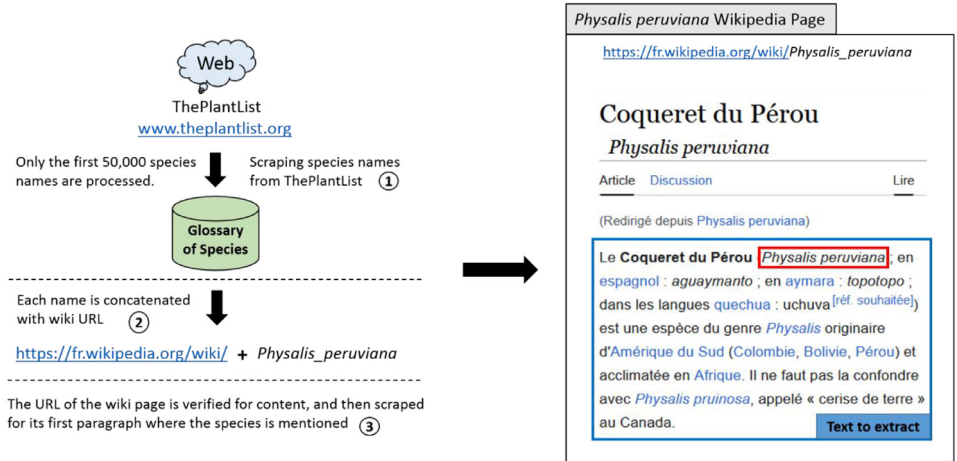 Web
ThePlantList
www.theplantlist.org
Only the first 50,000 species
names are processed.
Scraping species names
from ThePlantList ①
Glossary
of Species
Each name is concatenated
with wiki URL ②
https://fr.wikipedia.org/wiki/ + Physalis_peruviana
The URL of the wiki page is verified for content, and then scraped
for its first paragraph where the species is mentioned ③
Physalis peruviana Wikipedia Page
https://fr.wikipedia.org/wiki/Physalis_peruviana
Coqueret du Pérou
Physalis peruviana
Article Discussion Lire
(Redirigé depuis Physalis peruviana)
Le Coqueret du Pérou Physalis peruviana ; en
espagnol : aguaymanto ; en aymara : topotopo ;
dans les langues quechua : uchuva [réf. souhaitée])
est une espèce du genre Physalis originaire
d'Amérique du Sud (Colombie, Bolivie, Pérou) et
acclimatée en Afrique. Il ne faut pas la confondre
avec Physalis pruinosa, appelé « cerise de terre »
au Canada.
Text to extract